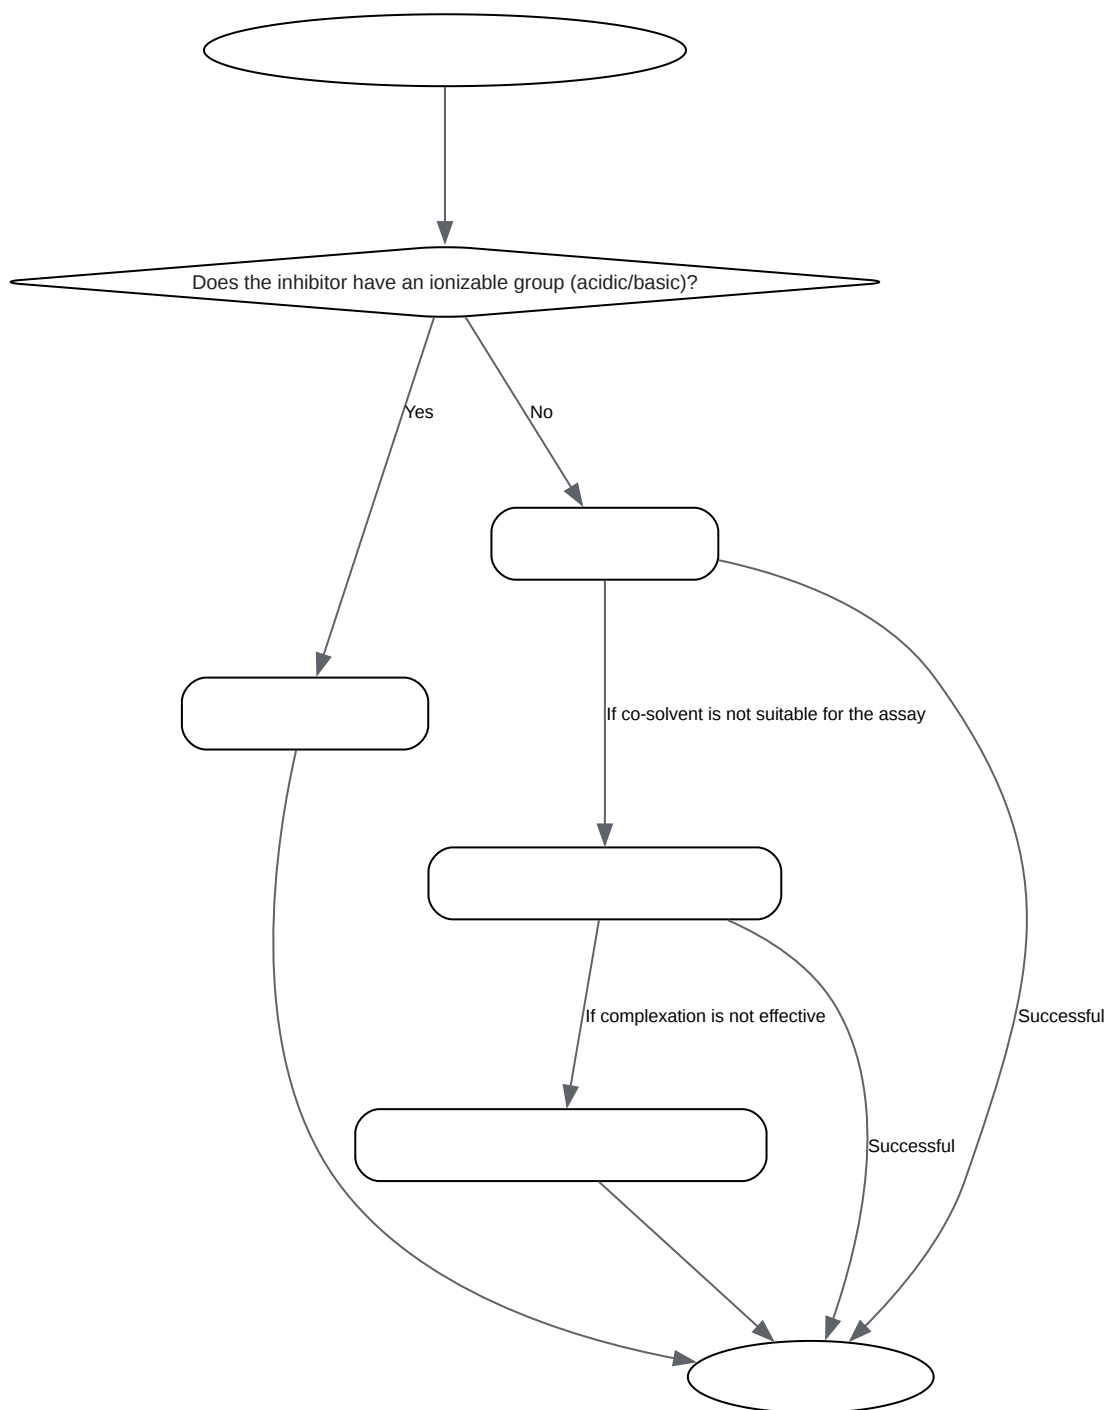 Does the inhibitor have an ionizable group (acidic/basic)?
Yes
No
If co-solvent is not suitable for the assay
If complexation is not effective
Successful
Successful